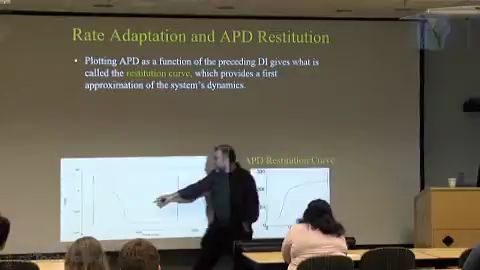 Rate Adaptation and APD Restitution
• Plotting APD as a function of the preceding DI gives what is
called the restitution curve, which provides a first
approximation of the system's dynamics.
APD Restitution Curve